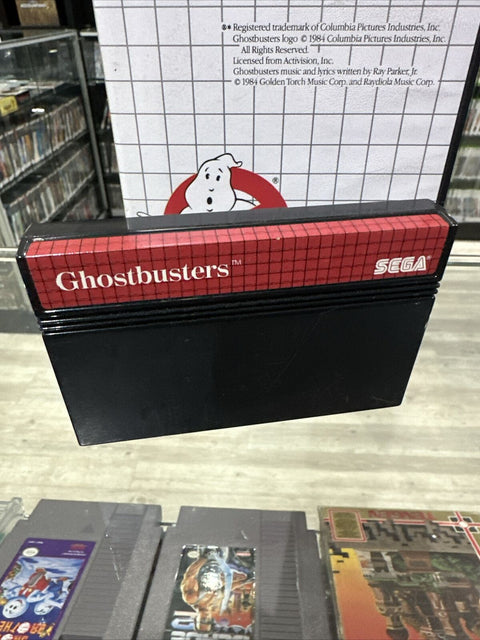 ®* Registered trademark of Columbia Pictures Industries, Inc.
Ghostbusters logo © 1984 Columbia Pictures Industries, Inc.
All Rights Reserved.
Licensed from Activision, Inc.
Ghostbusters music and lyrics written by Ray Parker, Jr.
© 1984 Golden Torch Music Corp. and Raydiola Music Corp.
®
Ghostbusters™
SEGA